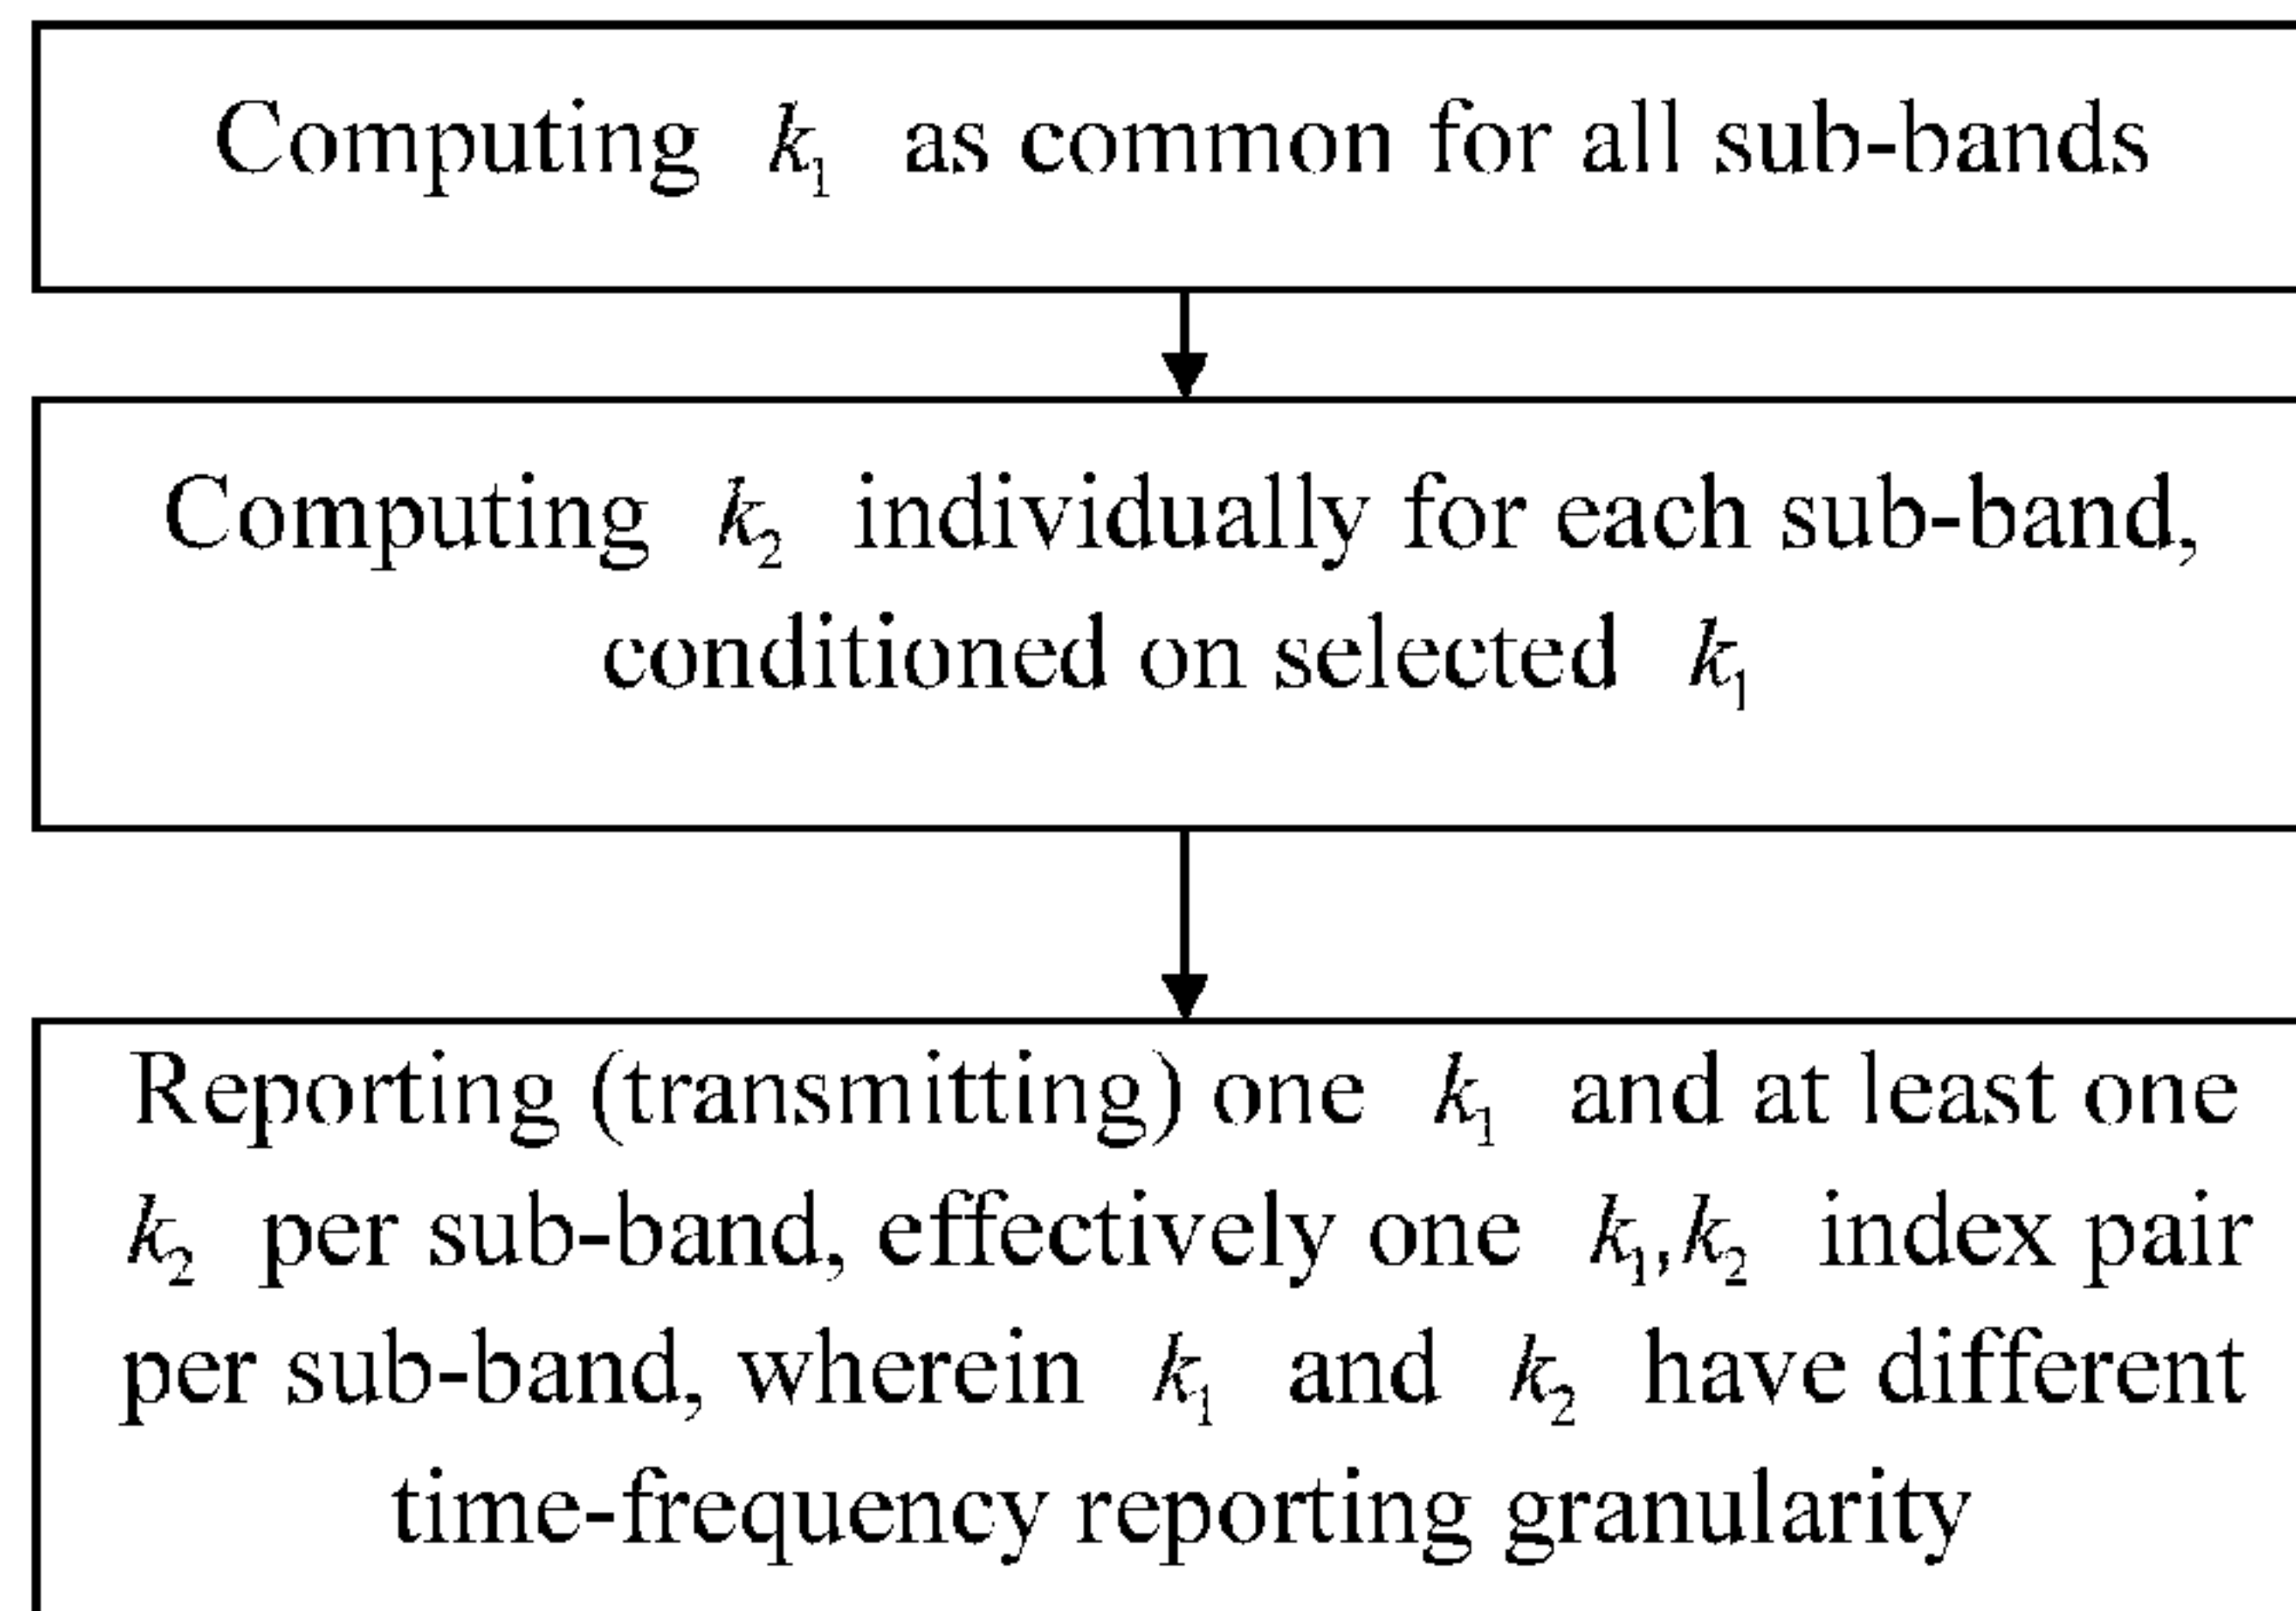 Computing k₁ as common for all sub-bands
Computing k₂ individually for each sub-band,
conditioned on selected k₁
Reporting (transmitting) one k₁ and at least one
k₂ per sub-band, effectively one k₁,k₂ index pair
per sub-band, wherein k₁ and k₂ have different
time-frequency reporting granularity